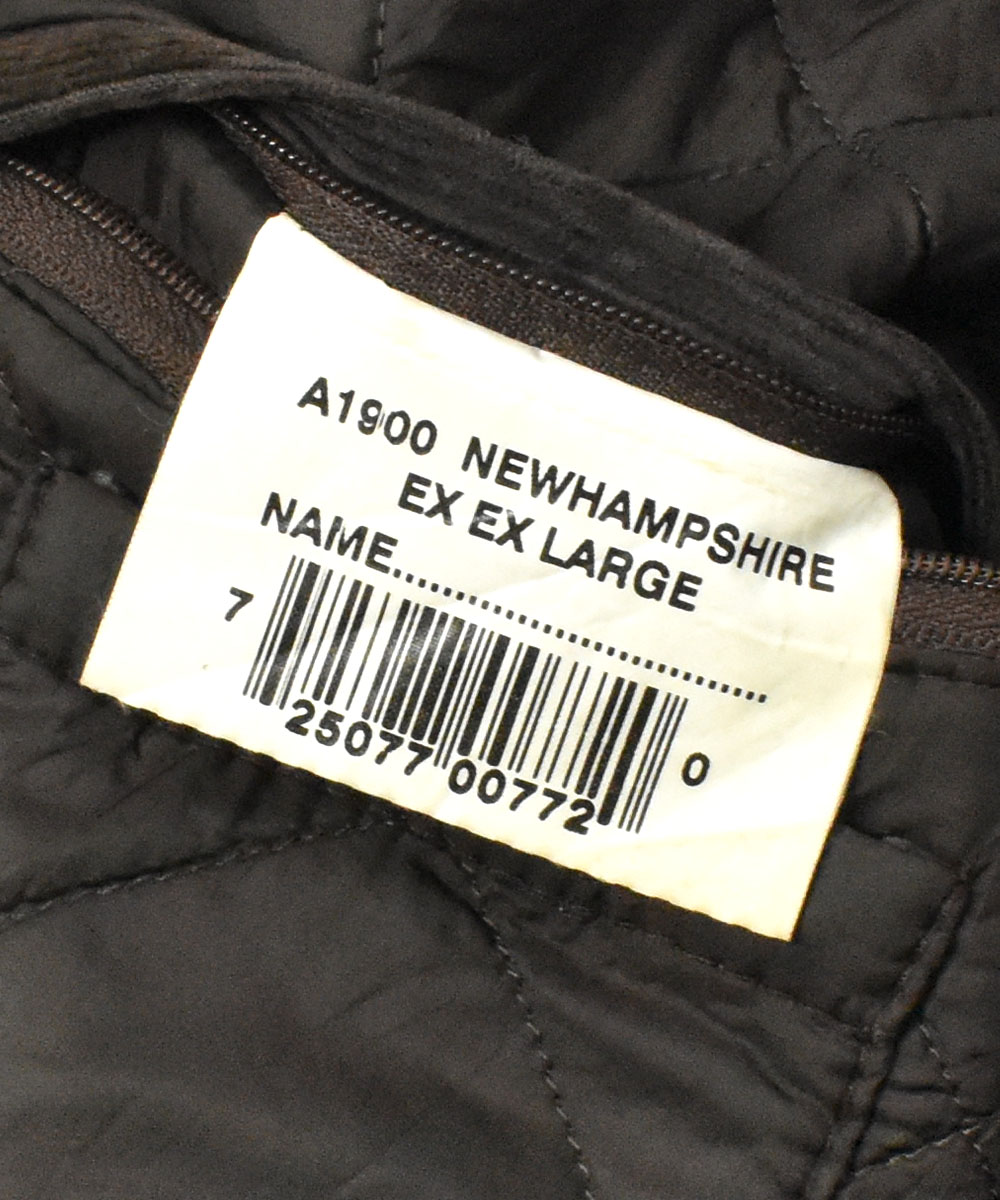 A1900 NEWHAMPSHIRE
EX EX LARGE
NAME........................................
7 25077 00772 0